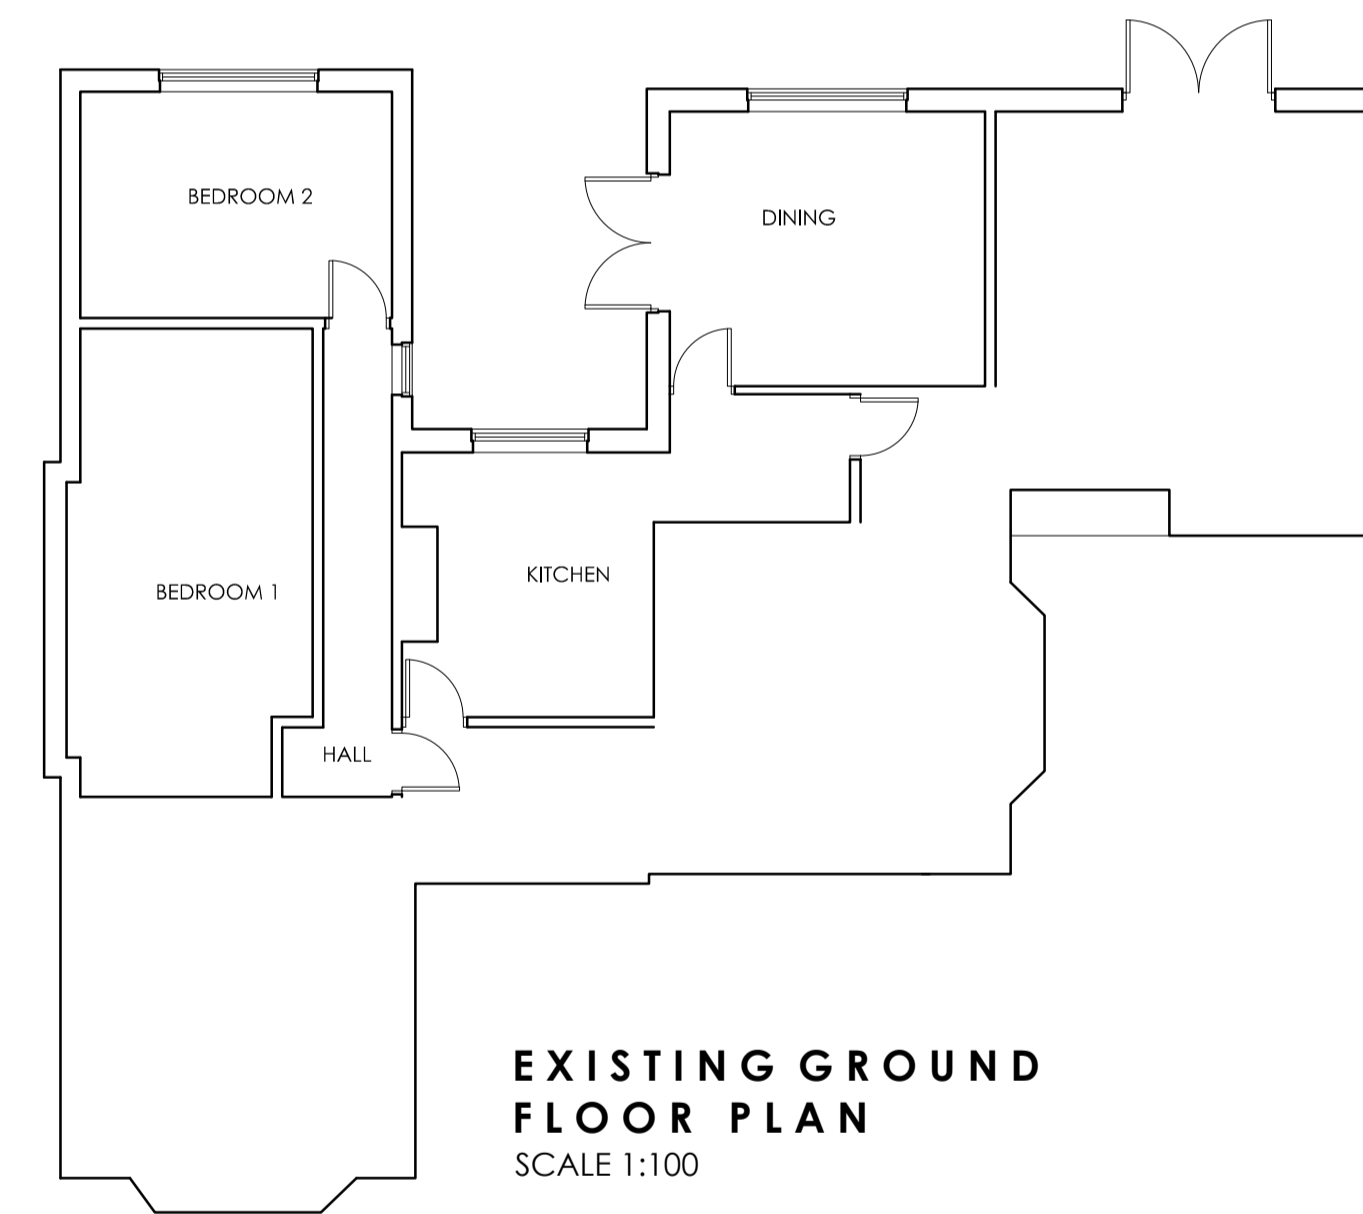 BEDROOM 2
DINING
KITCHEN
BEDROOM 1
HALL
EXISTING GROUND
FLOOR PLAN
SCALE 1:100